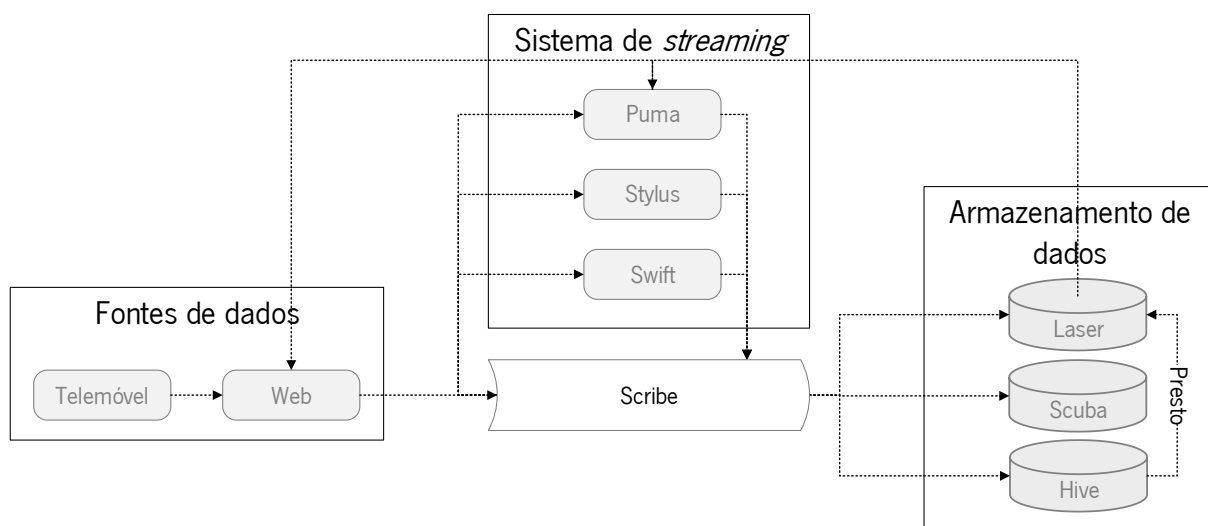 Sistema de streaming
Puma
Stylus
Swift
Fontes de dados
Telemóvel
Web
Scribe
Armazenamento de
dados
Laser
Scuba
Hive
Presto